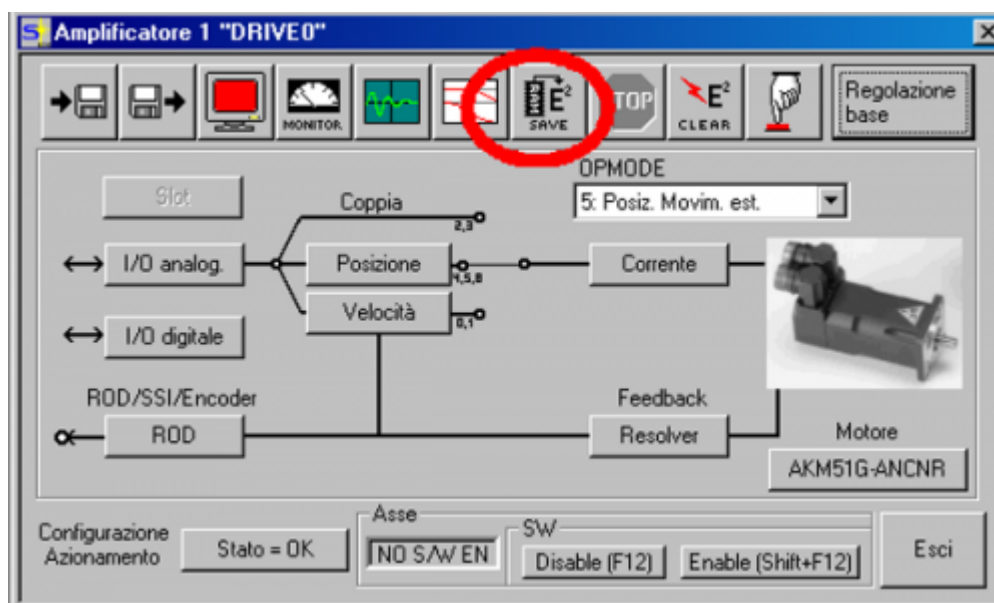 Amplificatore 1 "DRIVE0"
MONITOR.
RAM E² SAVE
STOP
E² CLEAR
Regolazione
base
OPMODE
5: Posiz. Movim. est.
Slot
Coppia
2,3
I/O analog.
Posizione
4,5,8
Corrente
Velocità
0,1
I/O digitale
ROD/SSI/Encoder
ROD
Feedback
Resolver
Motore
AKM51G-ANCNR
Configurazione
Azionamento
Stato = OK
Asse
NO S/W EN
SW
Disable (F12)
Enable (Shift+F12)
Esci